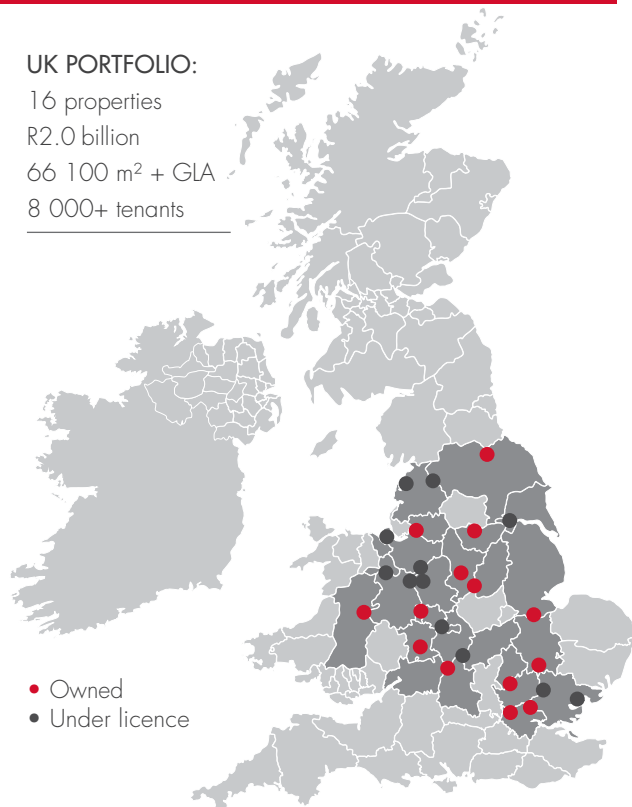 UK PORTFOLIO:
16 properties
R2.0 billion
66 100 m² + GLA
8 000+ tenants
Owned
Under licence